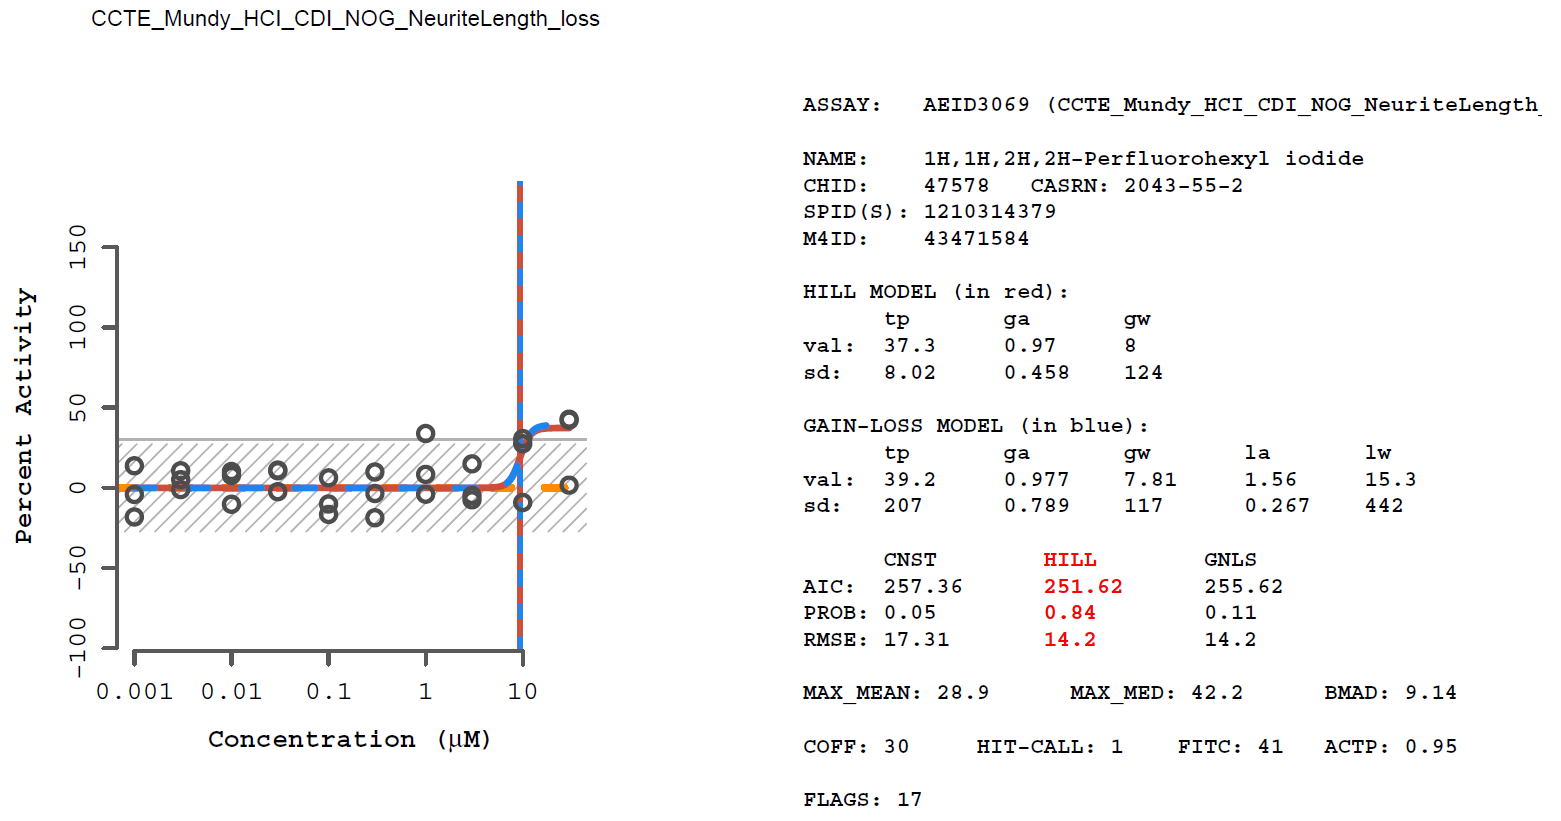 CCTE_Mundy_HCI_CDI_NOG_NeuriteLength_loss
Percent Activity
150
100
50
0
−50
−100
0.001 0.01 0.1 1 10
Concentration (µM)
ASSAY: AEID3069 (CCTE_Mundy_HCI_CDI_NOG_NeuriteLength_
NAME: 1H,1H,2H,2H-Perfluorohexyl iodide
CHID: 47578 CASRN: 2043-55-2
SPID(S): 1210314379
M4ID: 43471584
HILL MODEL (in red):
tp ga gw
val: 37.3 0.97 8
sd: 8.02 0.458 124
GAIN-LOSS MODEL (in blue):
tp ga gw la lw
val: 39.2 0.977 7.81 1.56 15.3
sd: 207 0.789 117 0.267 442
CNST HILL GNLS
AIC: 257.36 251.62 255.62
PROB: 0.05 0.84 0.11
RMSE: 17.31 14.2 14.2
MAX_MEAN: 28.9 MAX_MED: 42.2 BMAD: 9.14
COFF: 30 HIT-CALL: 1 FITC: 41 ACTP: 0.95
FLAGS: 17